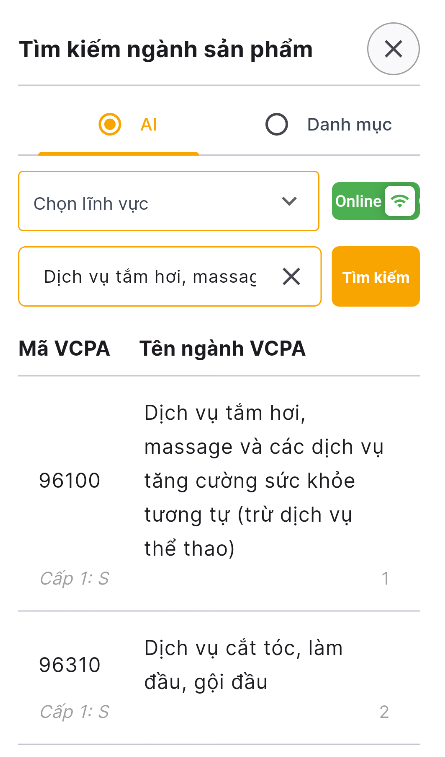 Tìm kiếm ngành sản phẩm
AI
Danh mục
Chọn lĩnh vực
Online
Dịch vụ tắm hơi, massag
Tìm kiếm
Mã VCPA Tên ngành VCPA
Dịch vụ tắm hơi,
massage và các dịch vụ
96100 tăng cường sức khỏe
tương tự (trừ dịch vụ
thể thao)
Cấp 1: S 1
Dịch vụ cắt tóc, làm
96310 đầu, gội đầu
Cấp 1: S 2